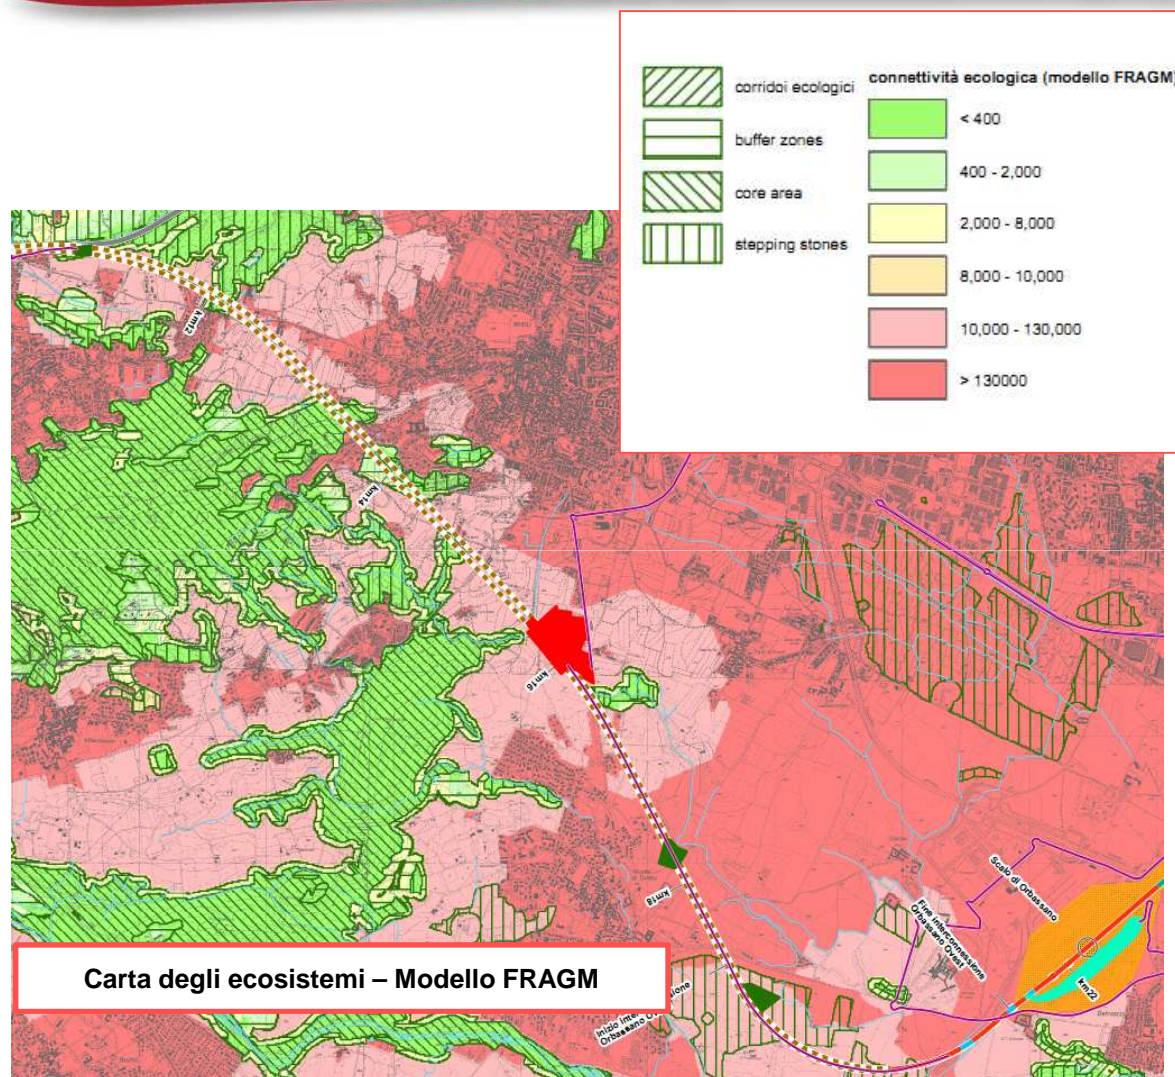 corridoi ecologici
buffer zones
core area
stepping stones
connettività ecologica (modello FRAGM)
< 400
400 - 2,000
2,000 - 8,000
8,000 - 10,000
10,000 - 130,000
> 130000
km12
km14
km16
km18
Scalo di Orbassano
Fine interconnessione
Orbassano Ovest
km22
Carta degli ecosistemi – Modello FRAGM